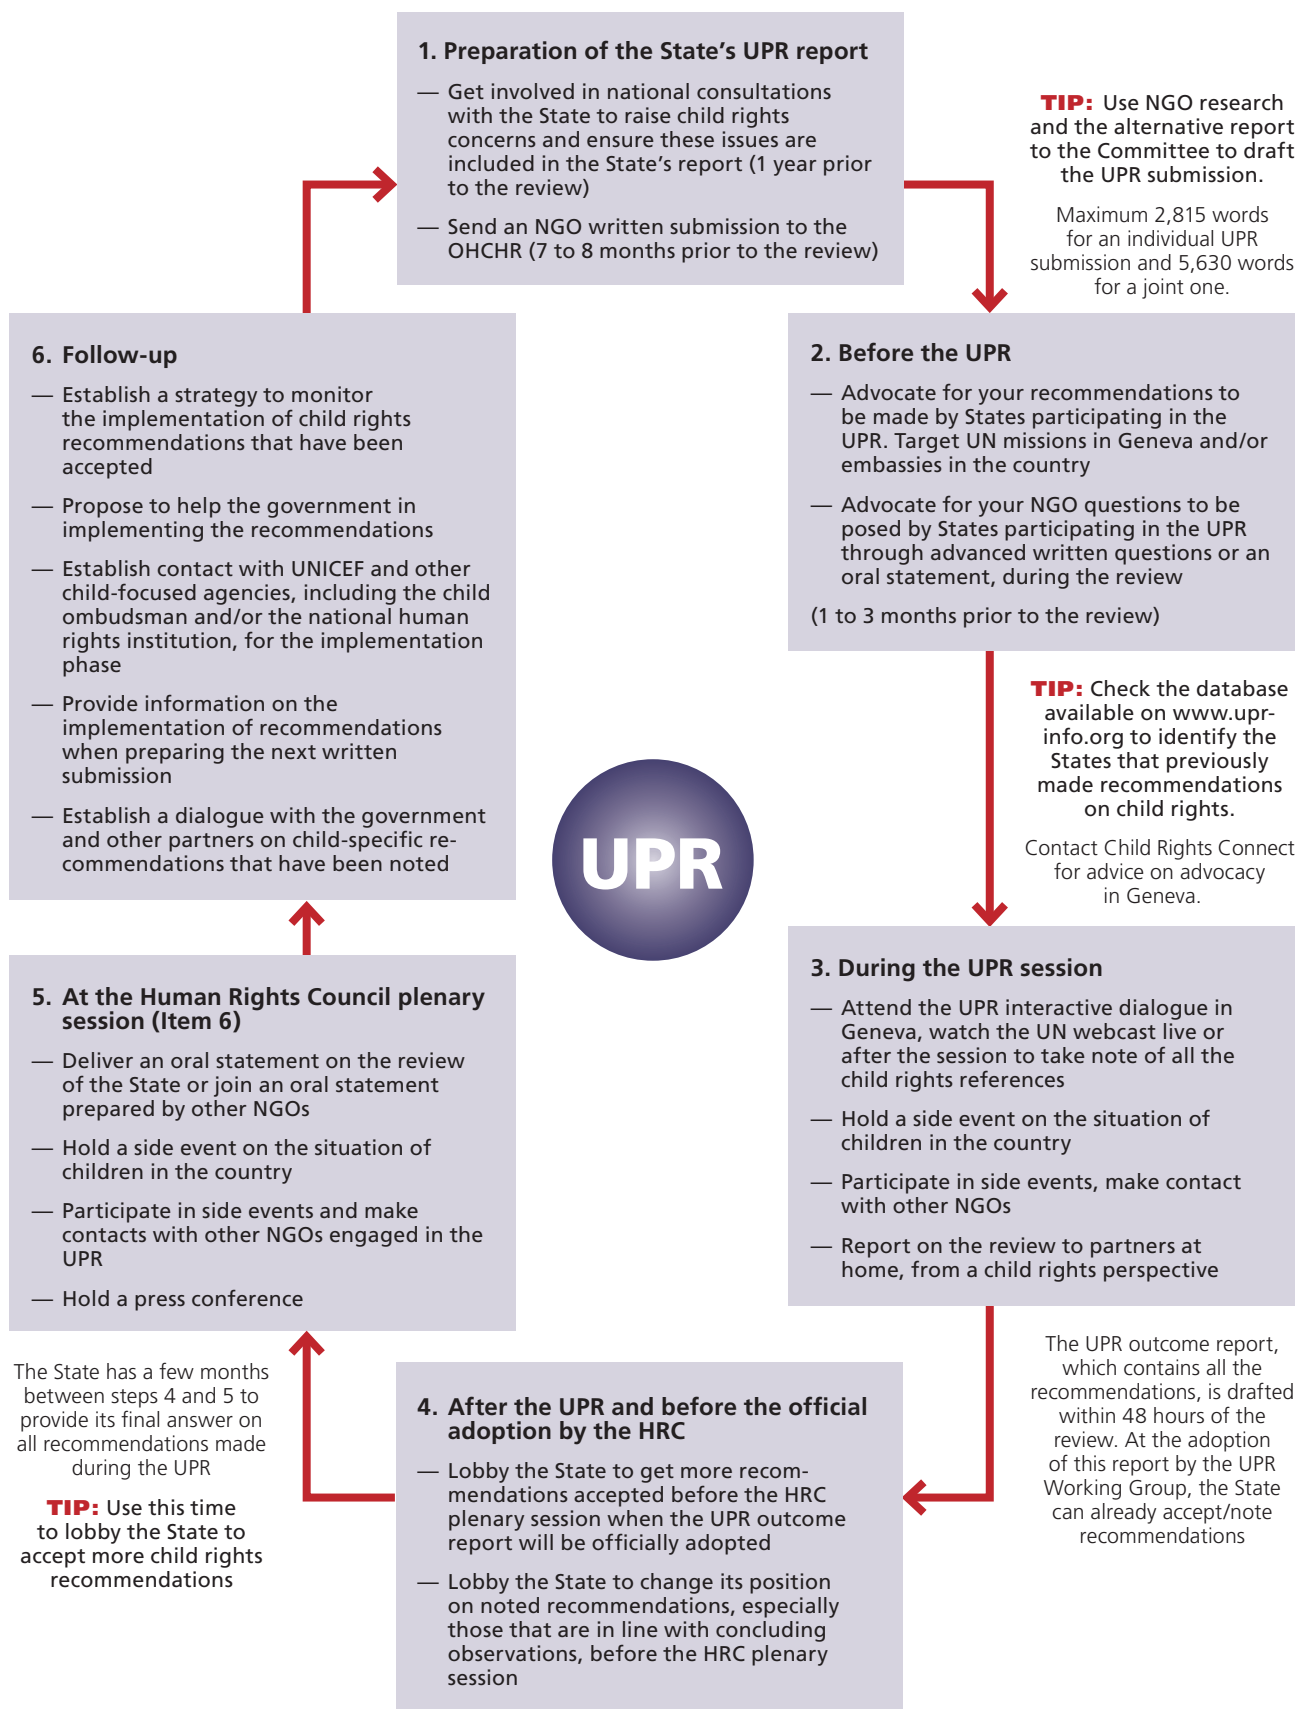 1. Preparation of the State's UPR report
— Get involved in national consultations
with the State to raise child rights
concerns and ensure these issues are
included in the State's report (1 year prior
to the review)
— Send an NGO written submission to the
OHCHR (7 to 8 months prior to the review)
TIP: Use NGO research
and the alternative report
to the Committee to draft
the UPR submission.
Maximum 2,815 words
for an individual UPR
submission and 5,630 words
for a joint one.
2. Before the UPR
— Advocate for your recommendations to
be made by States participating in the
UPR. Target UN missions in Geneva and/or
embassies in the country
— Advocate for your NGO questions to be
posed by States participating in the UPR
through advanced written questions or an
oral statement, during the review
(1 to 3 months prior to the review)
TIP: Check the database
available on www.upr-
info.org to identify the
States that previously
made recommendations
on child rights.
Contact Child Rights Connect
for advice on advocacy
in Geneva.
3. During the UPR session
— Attend the UPR interactive dialogue in
Geneva, watch the UN webcast live or
after the session to take note of all the
child rights references
— Hold a side event on the situation of
children in the country
— Participate in side events, make contact
with other NGOs
— Report on the review to partners at
home, from a child rights perspective
The UPR outcome report,
which contains all the
recommendations, is drafted
within 48 hours of the
review. At the adoption
of this report by the UPR
Working Group, the State
can already accept/note
recommendations
4. After the UPR and before the official
adoption by the HRC
— Lobby the State to get more recom-
mendations accepted before the HRC
plenary session when the UPR outcome
report will be officially adopted
— Lobby the State to change its position
on noted recommendations, especially
those that are in line with concluding
observations, before the HRC plenary
session
The State has a few months
between steps 4 and 5 to
provide its final answer on
all recommendations made
during the UPR
TIP: Use this time
to lobby the State to
accept more child rights
recommendations
5. At the Human Rights Council plenary
session (Item 6)
— Deliver an oral statement on the review
of the State or join an oral statement
prepared by other NGOs
— Hold a side event on the situation of
children in the country
— Participate in side events and make
contacts with other NGOs engaged in the
UPR
— Hold a press conference
6. Follow-up
— Establish a strategy to monitor
the implementation of child rights
recommendations that have been
accepted
— Propose to help the government in
implementing the recommendations
— Establish contact with UNICEF and other
child-focused agencies, including the child
ombudsman and/or the national human
rights institution, for the implementation
phase
— Provide information on the
implementation of recommendations
when preparing the next written
submission
— Establish a dialogue with the government
and other partners on child-specific re-
commendations that have been noted
UPR